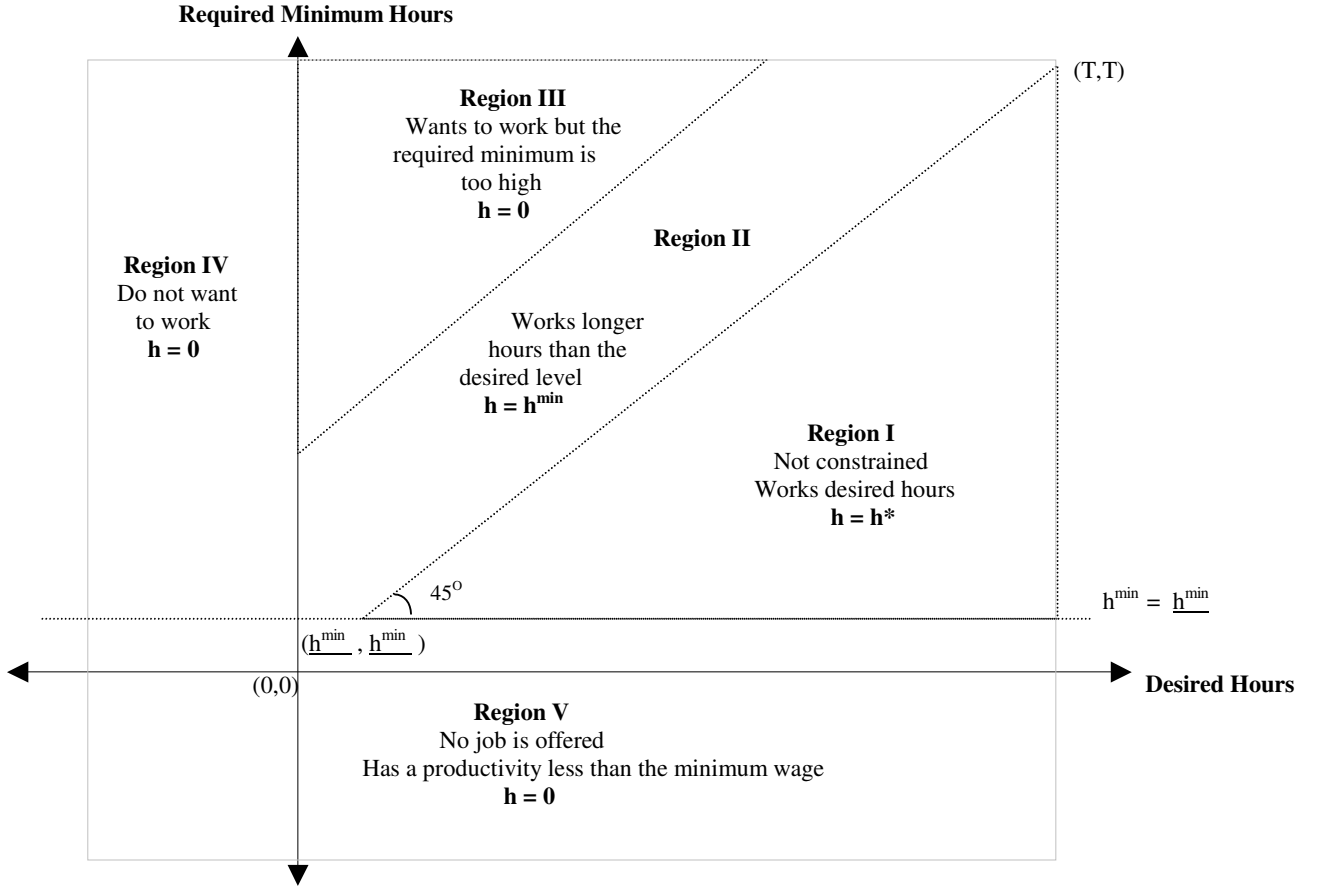 Required Minimum Hours
(T,T)
Region III
Wants to work but the
required minimum is
too high
h = 0
Region II
Region IV
Do not want
to work
h = 0
Works longer
hours than the
desired level
h = h^min
Region I
Not constrained
Works desired hours
h = h*
45^O
h^min = h^min
(h^min , h^min )
(0,0)
Desired Hours
Region V
No job is offered
Has a productivity less than the minimum wage
h = 0